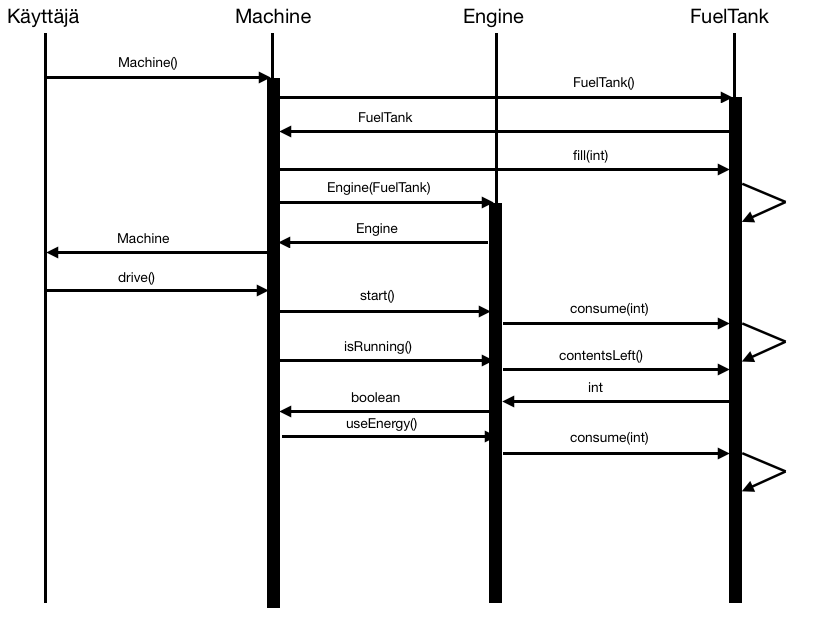 Käyttäjä
Machine
Engine
FuelTank
Machine()
FuelTank()
FuelTank
fill(int)
Engine(FuelTank)
Engine
Machine
drive()
start()
consume(int)
isRunning()
contentsLeft()
int
boolean
useEnergy()
consume(int)